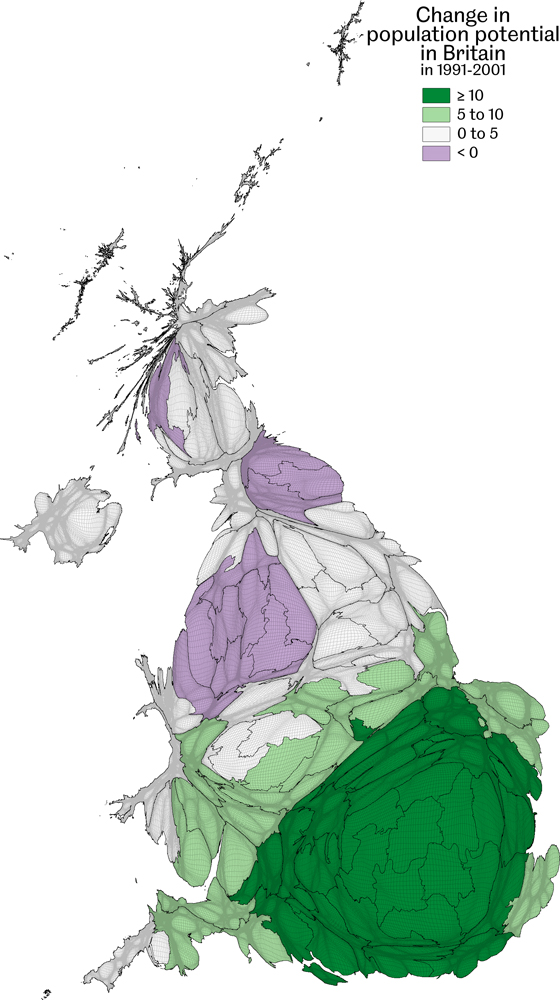 Change in
population potential
in Britain
in 1991-2001
≥ 10
5 to 10
0 to 5
< 0